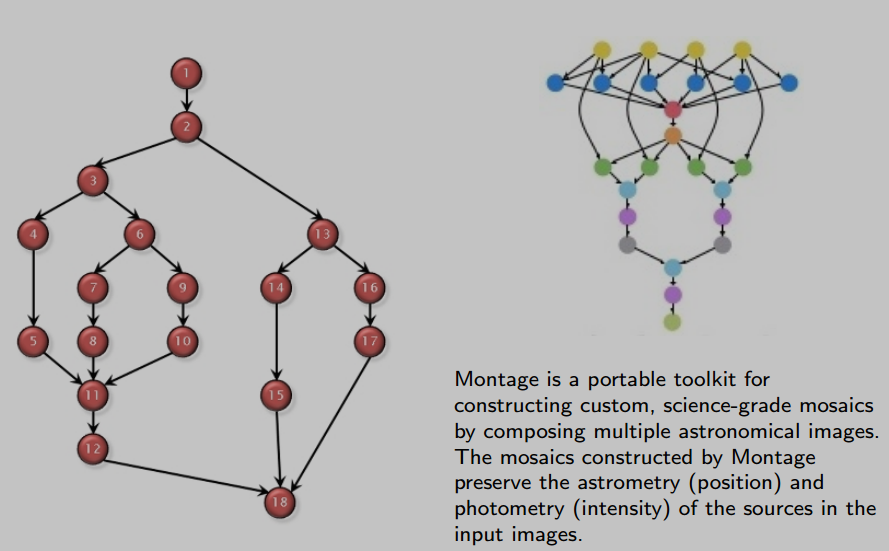 1
2
3
4
6
13
7
9
14
16
5
8
10
17
11
15
12
18
Montage is a portable toolkit for
constructing custom, science-grade mosaics
by composing multiple astronomical images.
The mosaics constructed by Montage
preserve the astrometry (position) and
photometry (intensity) of the sources in the
input images.